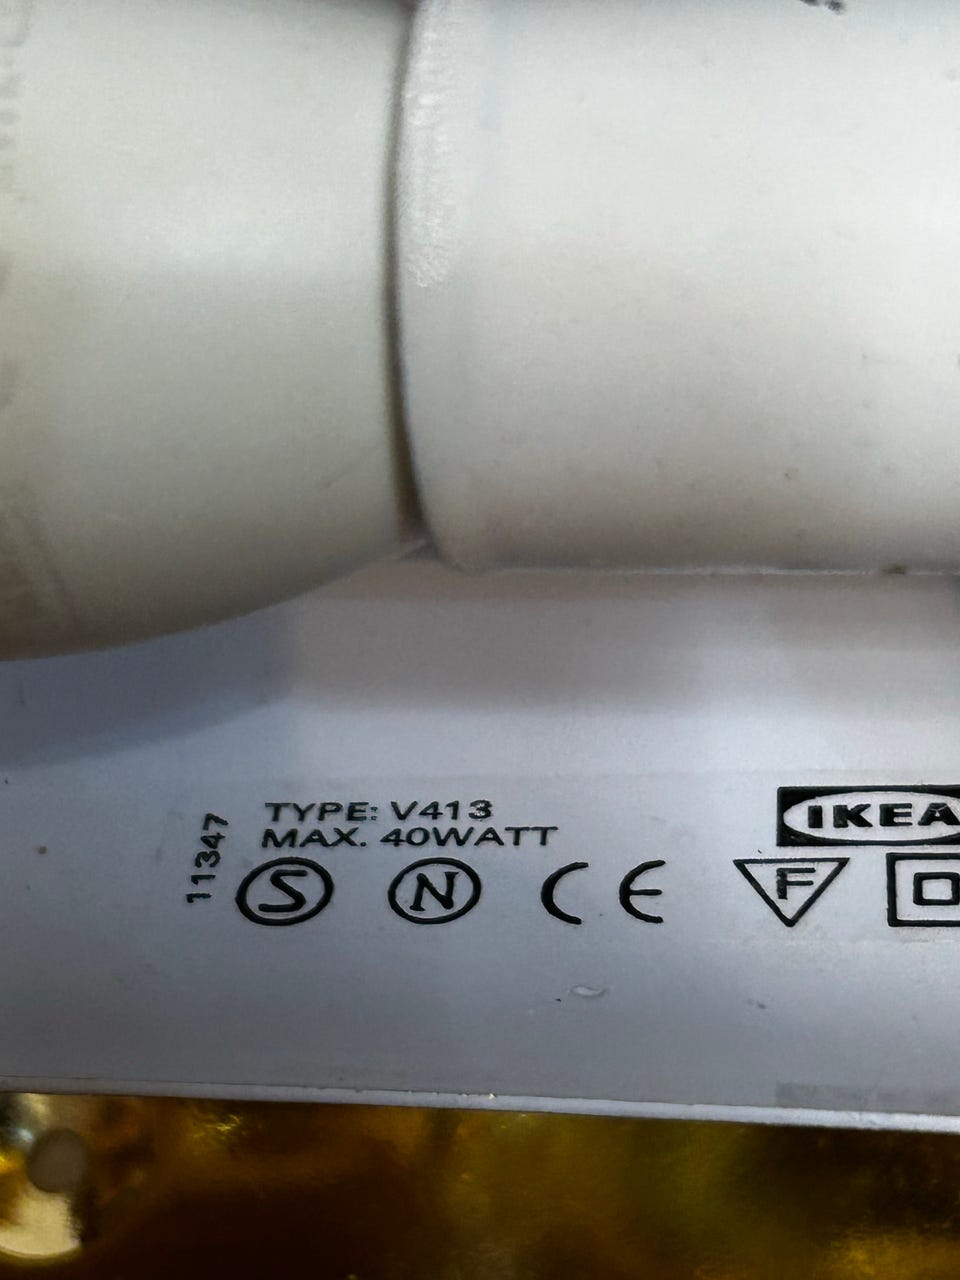 TYPE: V413
MAX. 40WATT
11347
S N CE F
IKEA